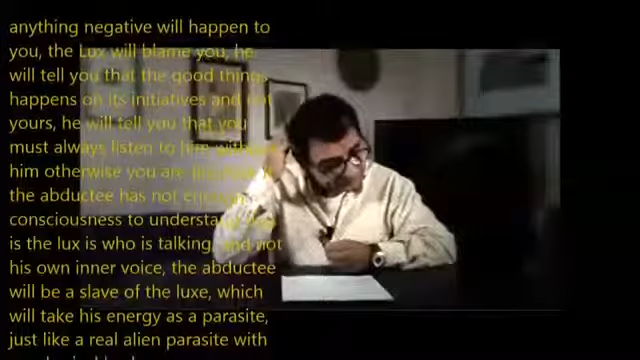 anything negative will happen to
you, the Lux will blame you, he
will tell you that the good things
happens on its initiatives and not
yours, he will tell you that you
must always listen to him without
him otherwise you are
the abductee has not enough
consciousness to understand that
is the lux is who is talking, and not
his own inner voice, the abductee
will be a slave of the luxe, which
will take his energy as a parasite,
just like a real alien parasite with